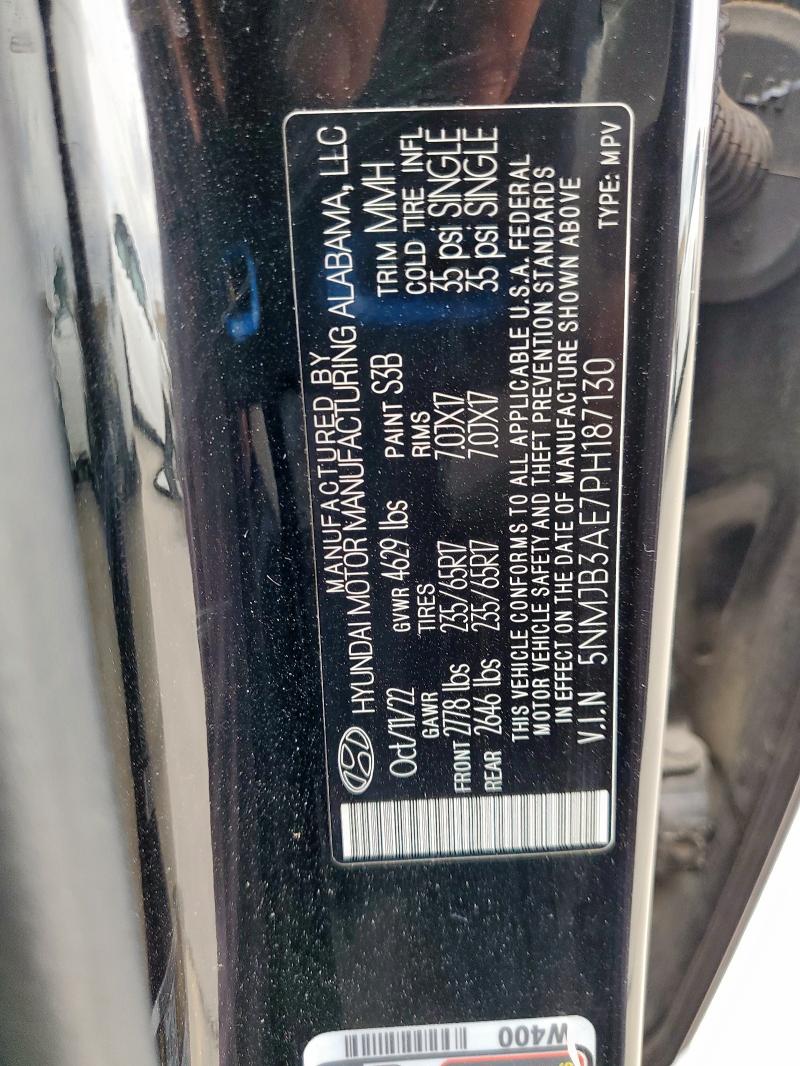 MANUFACTURED BY
HYUNDAI MOTOR MANUFACTURING ALABAMA, LLC
Oct/11/22 GVWR 4629 lbs PAINT S3B TRIM MMH
GAWR TIRES RIMS COLD TIRE INFL
FRONT 2778 lbs 235/65R17 7.0JX17 35 psi SINGLE
REAR 2646 lbs 235/65R17 7.0JX17 35 psi SINGLE
THIS VEHICLE CONFORMS TO ALL APPLICABLE U.S.A. FEDERAL
MOTOR VEHICLE SAFETY AND THEFT PREVENTION STANDARDS
IN EFFECT ON THE DATE OF MANUFACTURE SHOWN ABOVE
V.I.N 5NMJB3AE7PH187130 TYPE: MPV
W400